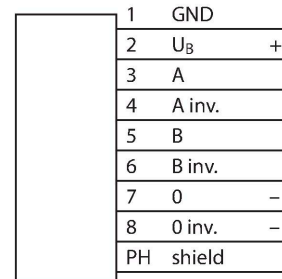 1 GND
2 U_B +
3 A
4 A inv.
5 B
6 B inv.
7 0 –
8 0 inv. –
PH shield